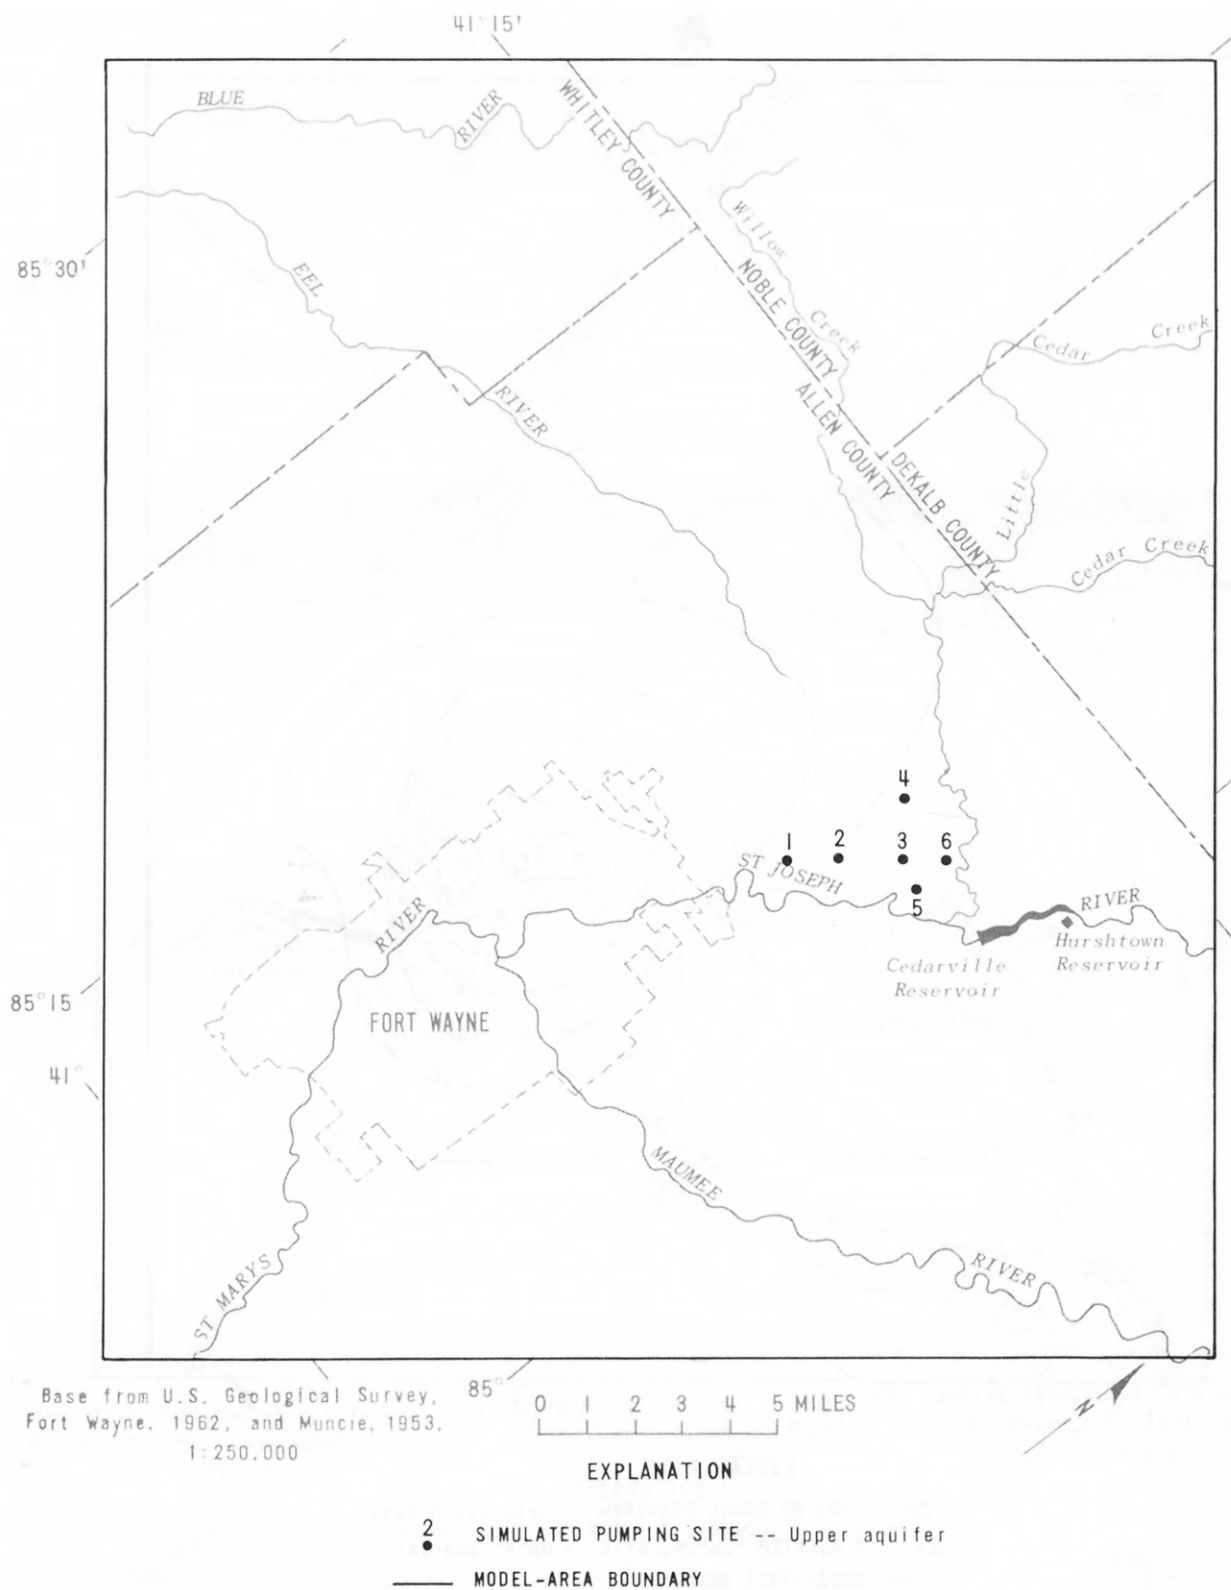 41°15'
BLUE
RIVER
WHITLEY COUNTY
Willow
Creek
85°30'
EEL
RIVER
NOBLE COUNTY
ALLEN COUNTY
Cedar
Creek
DEKALB COUNTY
Little
Cedar Creek
4
1
2
3
6
5
ST JOSEPH
RIVER
Hurshtown
Reservoir
Cedarville
Reservoir
RIVER
85°15
FORT WAYNE
41°
MAUMEE
RIVER
ST MARYS
N
Base from U.S. Geological Survey,
Fort Wayne. 1962, and Muncie, 1953.
1:250,000
85°
0 1 2 3 4 5 MILES
EXPLANATION
2
SIMULATED PUMPING SITE -- Upper aquifer
MODEL-AREA BOUNDARY